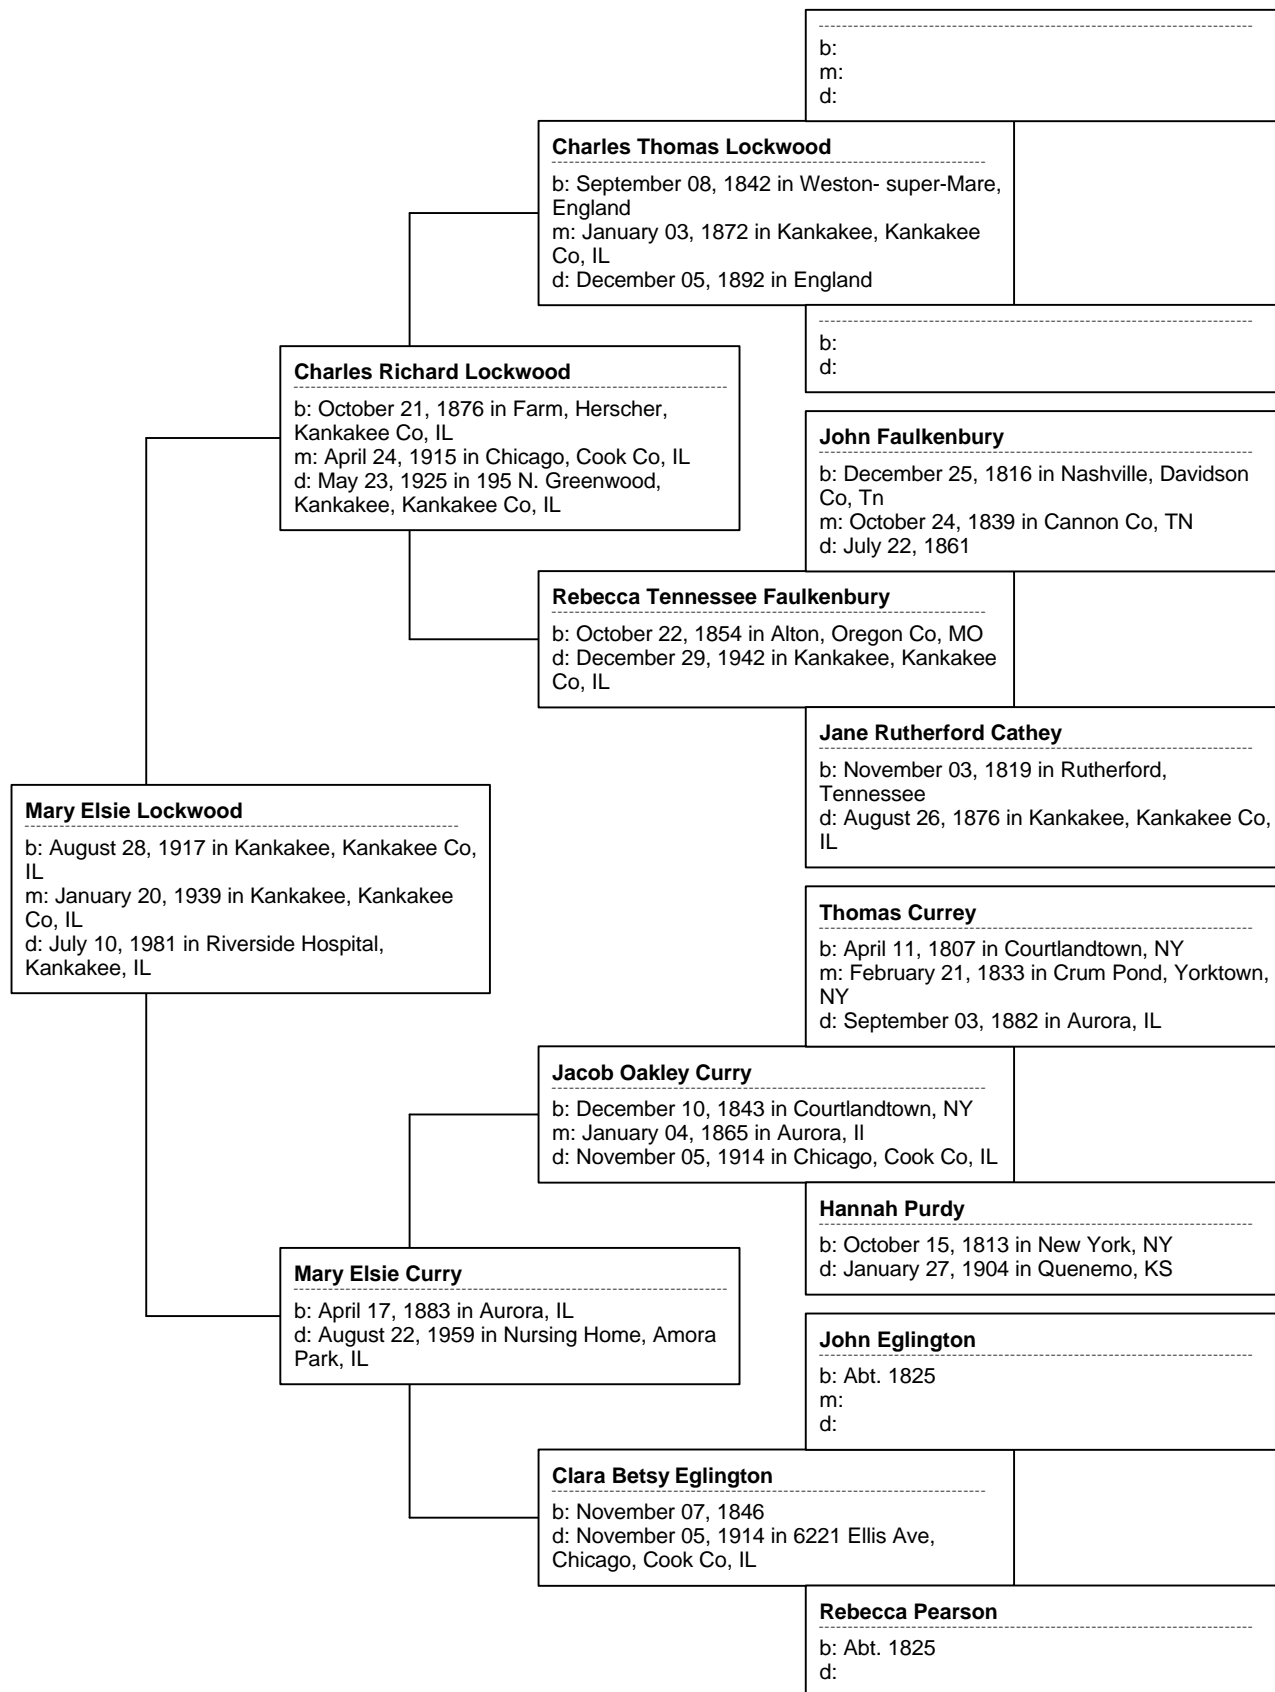 b:
m:
d:
Charles Thomas Lockwood
b: September 08, 1842 in Weston- super-Mare,
England
m: January 03, 1872 in Kankakee, Kankakee
Co, IL
d: December 05, 1892 in England
b:
d:
Charles Richard Lockwood
b: October 21, 1876 in Farm, Herscher,
Kankakee Co, IL
m: April 24, 1915 in Chicago, Cook Co, IL
d: May 23, 1925 in 195 N. Greenwood,
Kankakee, Kankakee Co, IL
John Faulkenbury
b: December 25, 1816 in Nashville, Davidson
Co, Tn
m: October 24, 1839 in Cannon Co, TN
d: July 22, 1861
Rebecca Tennessee Faulkenbury
b: October 22, 1854 in Alton, Oregon Co, MO
d: December 29, 1942 in Kankakee, Kankakee
Co, IL
Jane Rutherford Cathey
b: November 03, 1819 in Rutherford,
Tennessee
d: August 26, 1876 in Kankakee, Kankakee Co,
IL
Mary Elsie Lockwood
b: August 28, 1917 in Kankakee, Kankakee Co,
IL
m: January 20, 1939 in Kankakee, Kankakee
Co, IL
d: July 10, 1981 in Riverside Hospital,
Kankakee, IL
Thomas Currey
b: April 11, 1807 in Courtlandtown, NY
m: February 21, 1833 in Crum Pond, Yorktown,
NY
d: September 03, 1882 in Aurora, IL
Jacob Oakley Curry
b: December 10, 1843 in Courtlandtown, NY
m: January 04, 1865 in Aurora, Il
d: November 05, 1914 in Chicago, Cook Co, IL
Hannah Purdy
b: October 15, 1813 in New York, NY
d: January 27, 1904 in Quenemo, KS
Mary Elsie Curry
b: April 17, 1883 in Aurora, IL
d: August 22, 1959 in Nursing Home, Amora
Park, IL
John Eglington
b: Abt. 1825
m:
d:
Clara Betsy Eglington
b: November 07, 1846
d: November 05, 1914 in 6221 Ellis Ave,
Chicago, Cook Co, IL
Rebecca Pearson
b: Abt. 1825
d: